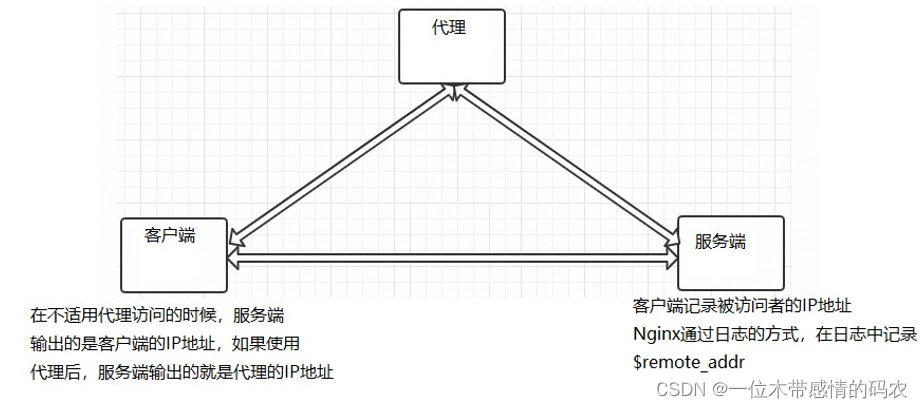 代理
客户端
服务端
在不适用代理访问的时候，服务端
输出的是客户端的IP地址，如果使用
代理后，服务端输出的就是代理的IP地址
客户端记录被访问者的IP地址
Nginx通过日志的方式，在日志中记录
$remote_addr
CSDN @一位木带感情的码农